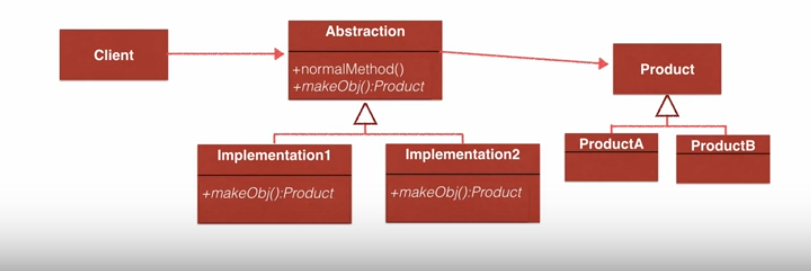 Client
Abstraction
+normalMethod()
+makeObj():Product
Product
Implementation1
+makeObj():Product
Implementation2
+makeObj():Product
ProductA
ProductB